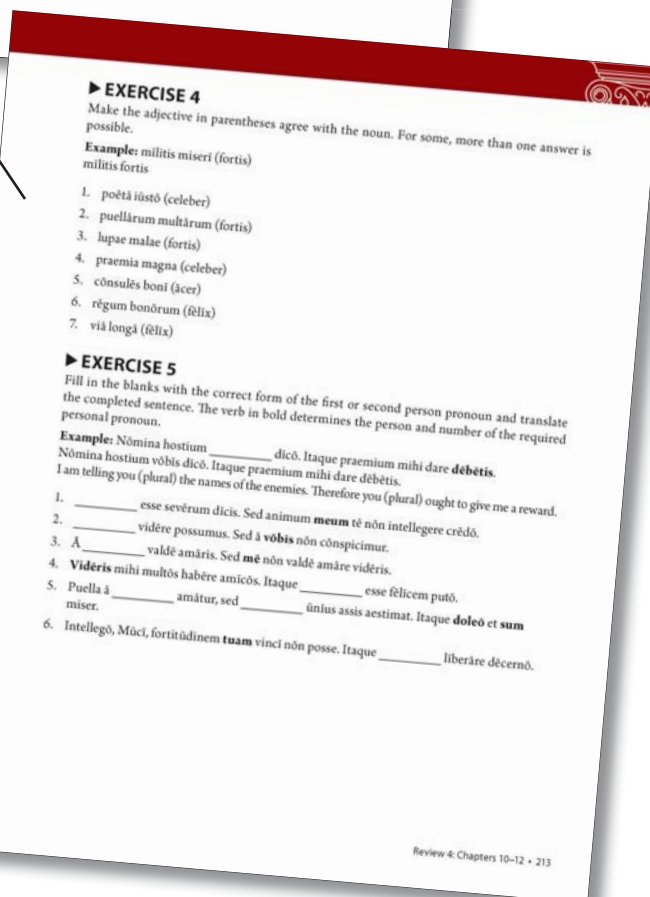 ▶ EXERCISE 4
Make the adjective in parentheses agree with the noun. For some, more than one answer is
possible.
Example: mīlitis miserī (fortis)
mīlitis fortis
1. poētā iūstō (celeber)
2. puellārum multārum (fortis)
3. lupae malae (fortis)
4. praemia magna (celeber)
5. cōnsulēs bonī (ācer)
6. rēgum bonōrum (fēlīx)
7. viā longā (fēlīx)
▶ EXERCISE 5
Fill in the blanks with the correct form of the first or second person pronoun and translate
the completed sentence. The verb in bold determines the person and number of the required
personal pronoun.
Example: Nōmina hostium ________ dīcō. Itaque praemium mihi dare dēbētis.
Nōmina hostium vōbīs dīcō. Itaque praemium mihi dare dēbētis.
I am telling you (plural) the names of the enemies. Therefore you (plural) ought to give me a reward.
1. ________ esse sevērum dīcis. Sed animum meum tē nōn intellegere crēdō.
2. ________ vidēre possumus. Sed ā vōbīs nōn cōnspicimur.
3. Ā ________ valdē amāris. Sed mē nōn valdē amāre vidēris.
4. Vidēris mihi multōs habēre amīcōs. Itaque ________ esse fēlīcem putō.
5. Puella ā ________ amātur, sed ________ ūnīus assis aestimat. Itaque doleō et sum
miser.
6. Intellegō, Mūcī, fortitūdinem tuam vincī nōn posse. Itaque ________ līberāre dēcernō.
Review 4: Chapters 10–12 • 213